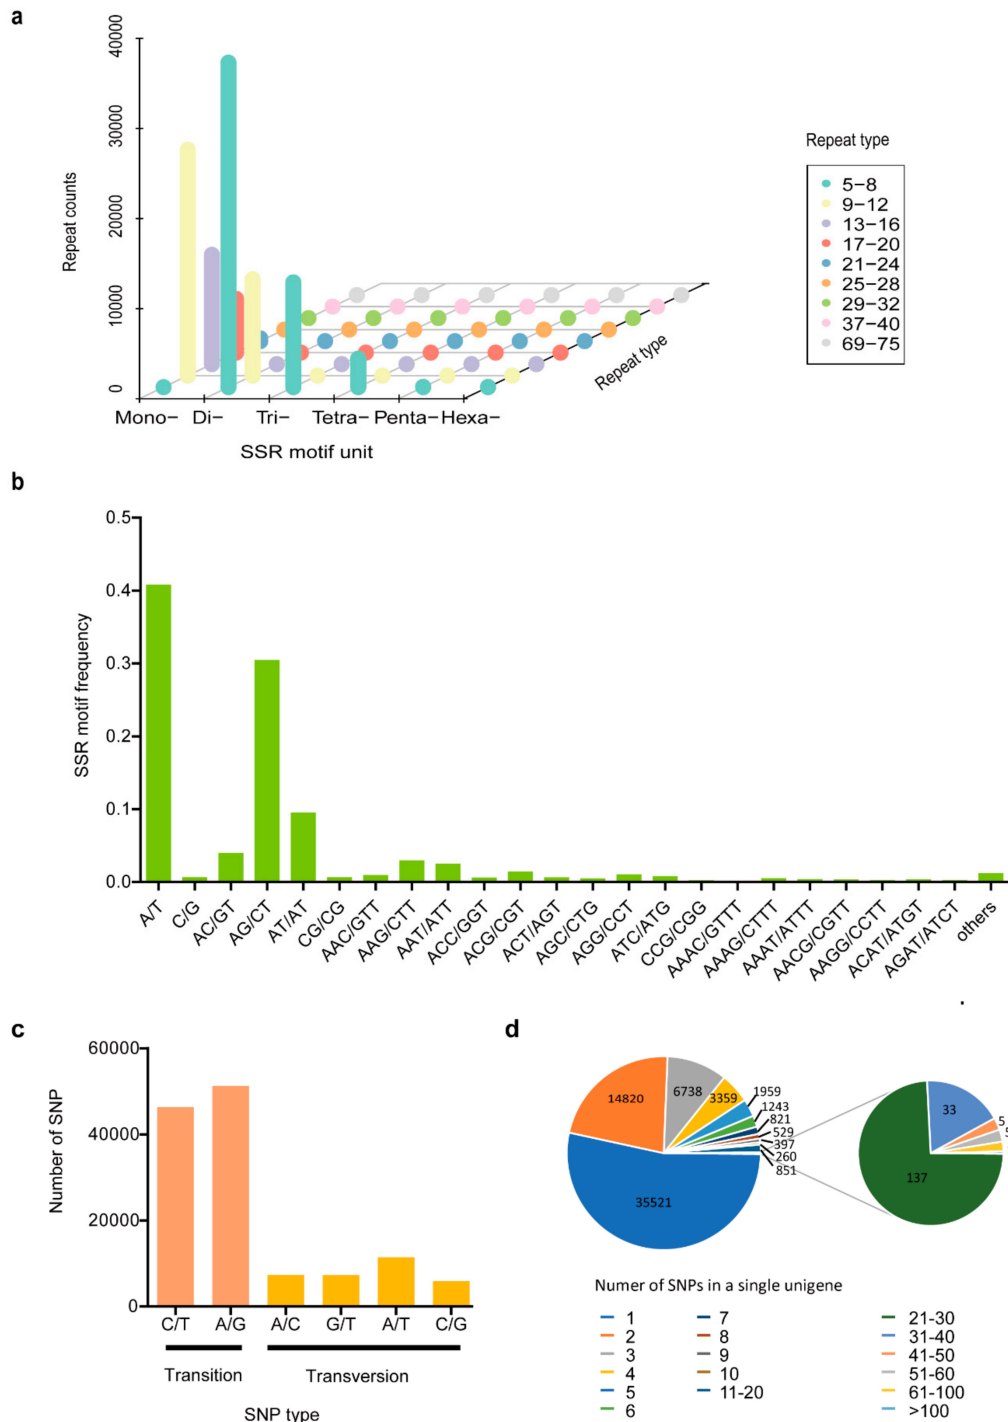 a
40000
30000
20000
10000
0
Repeat counts
Mono− Di− Tri− Tetra− Penta− Hexa−
SSR motif unit
Repeat type
Repeat type
5−8
9−12
13−16
17−20
21−24
25−28
29−32
37−40
69−75
b
0.5
0.4
0.3
0.2
0.1
0.0
SSR motif frequency
A/T
C/G
AC/GT
AG/CT
AT/AT
CG/CG
AAC/GTT
AAG/CTT
AAT/ATT
ACC/GGT
ACG/CGT
ACT/AGT
AGC/CTG
AGG/CCT
ATC/ATG
CCG/CGG
AAAC/GTTT
AAAG/CTTT
AAAT/ATTT
AACG/CGTT
AAGG/CCTT
ACAT/ATGT
AGAT/ATCT
others
c
60000
40000
20000
0
Number of SNP
C/T A/G A/C G/T A/T C/G
Transition Transversion
SNP type
d
14820
6738
3359
1959
1243
821
529
397
260
851
35521
33
5
137
Numer of SNPs in a single unigene
1
2
3
4
5
6
7
8
9
10
11-20
21-30
31-40
41-50
51-60
61-100
>100